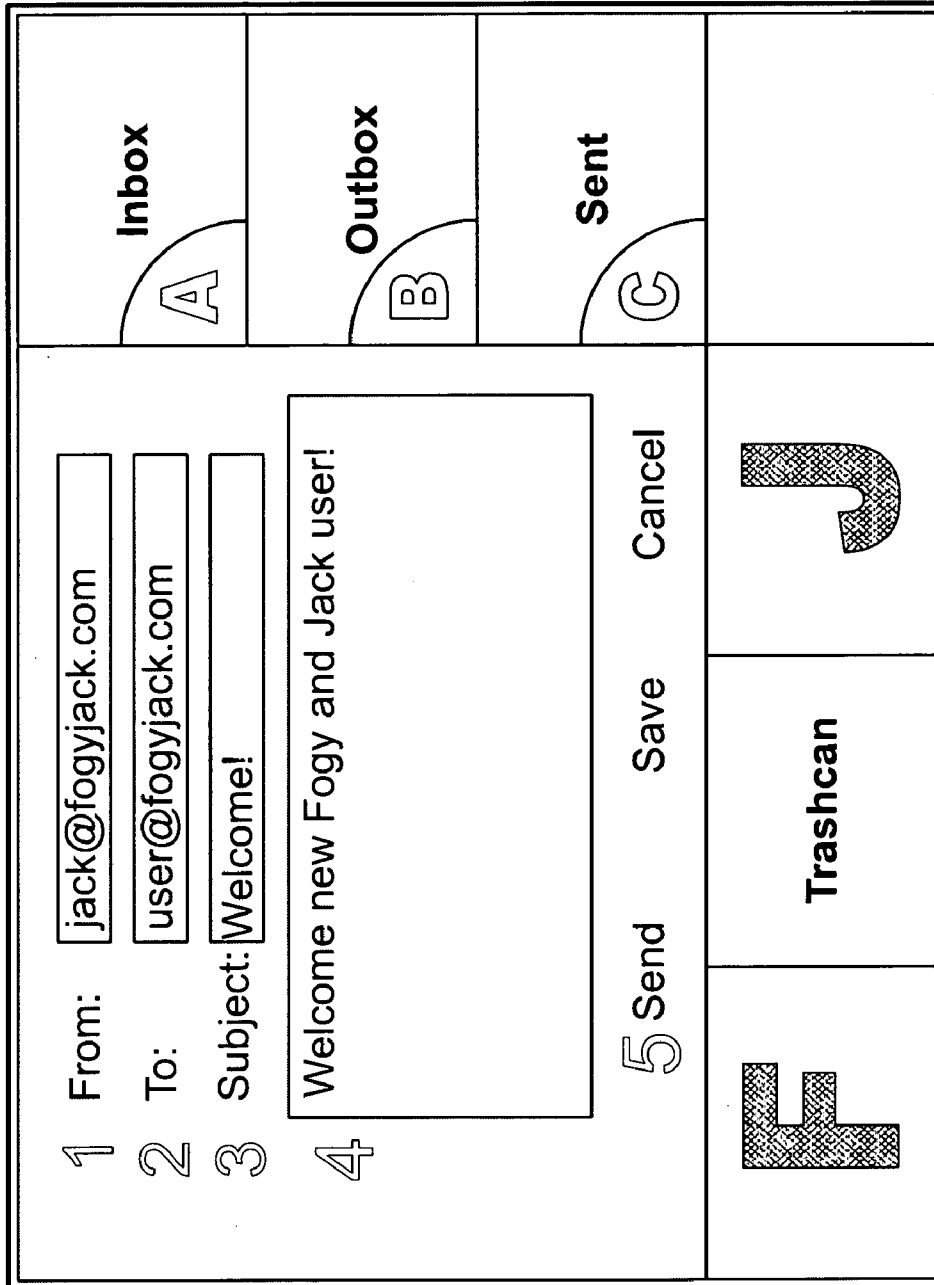 1 From: jack@fogyjack.com
2 To: user@fogyjack.com
3 Subject: Welcome!
4 Welcome new Fogy and Jack user!
5 Send Save Cancel
A Inbox
B Outbox
C Sent
F Trashcan J